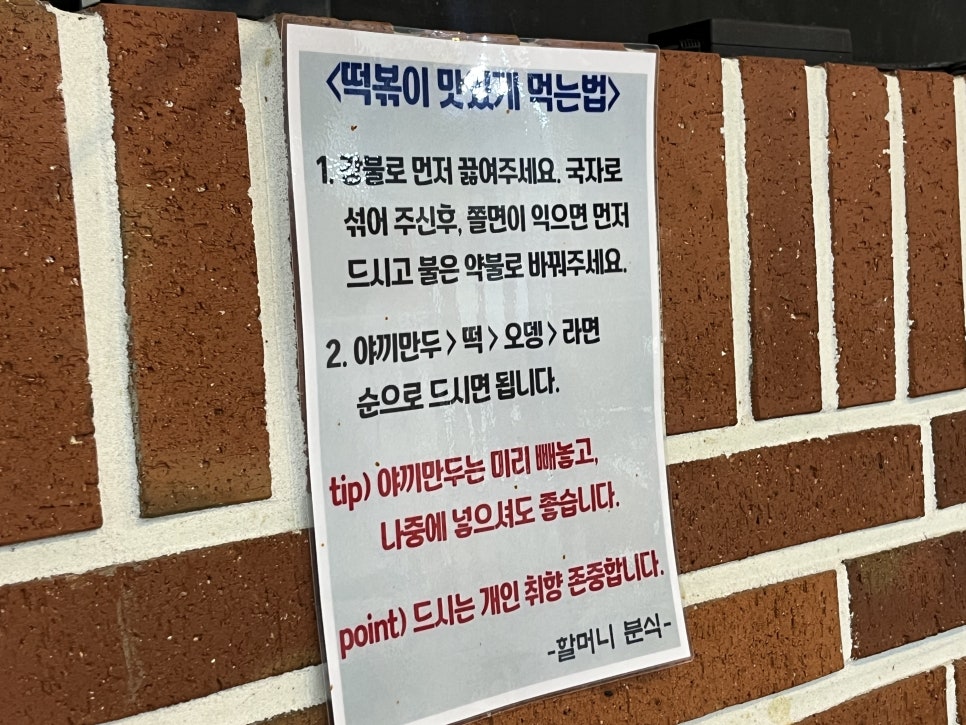 <떡볶이 맛있게 먹는법>
1. 강불로 먼저 끓여주세요. 국자로
섞어 주신후, 쫄면이 익으면 먼저
드시고 불은 약불로 바꿔주세요.
2. 야끼만두 > 떡 > 오뎅 > 라면
순으로 드시면 됩니다.
tip) 야끼만두는 미리 빼놓고,
나중에 넣으셔도 좋습니다.
point) 드시는 개인 취향 존중합니다.
-할머니 분식-